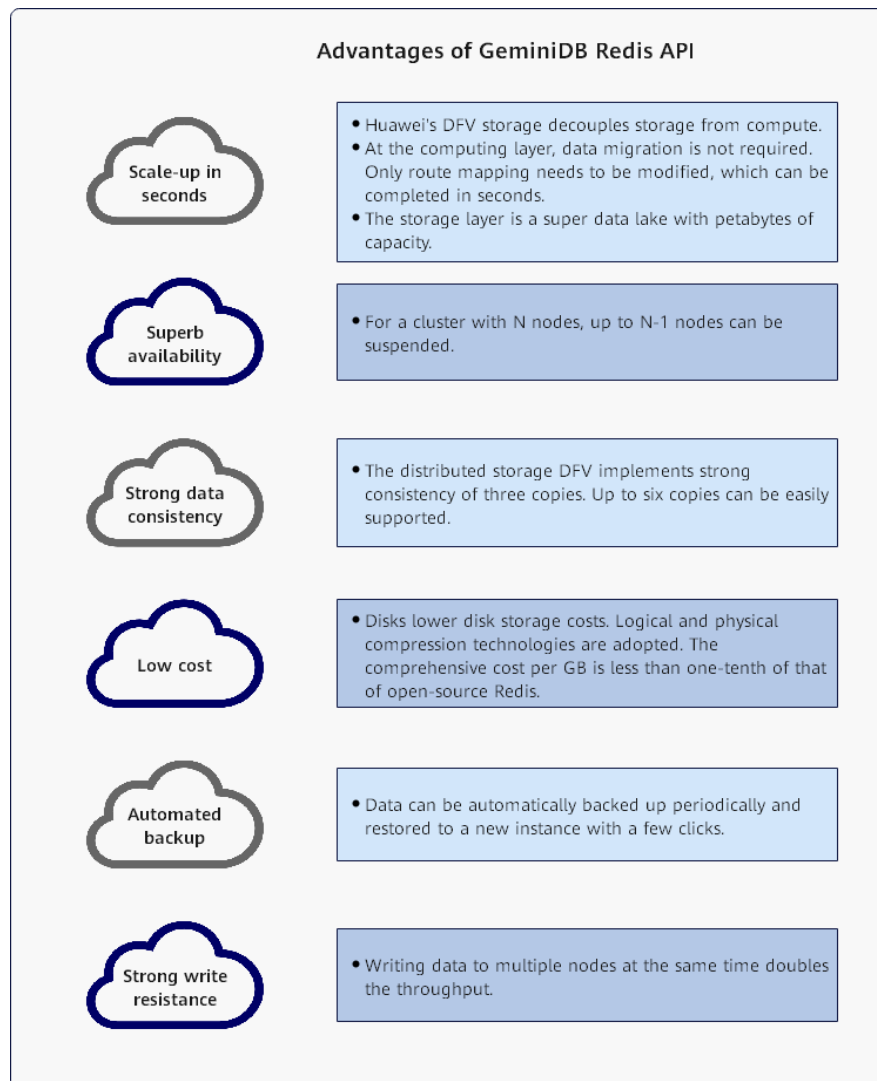 Advantages of GeminiDB Redis API
Scale-up in
seconds
• Huawei's DFV storage decouples storage from compute.
• At the computing layer, data migration is not required.
Only route mapping needs to be modified, which can be
completed in seconds.
• The storage layer is a super data lake with petabytes of
capacity.
Superb
availability
• For a cluster with N nodes, up to N-1 nodes can be
suspended.
Strong data
consistency
• The distributed storage DFV implements strong
consistency of three copies. Up to six copies can be easily
supported.
Low cost
• Disks lower disk storage costs. Logical and physical
compression technologies are adopted. The
comprehensive cost per GB is less than one-tenth of that
of open-source Redis.
Automated
backup
• Data can be automatically backed up periodically and
restored to a new instance with a few clicks.
Strong write
resistance
• Writing data to multiple nodes at the same time doubles
the throughput.